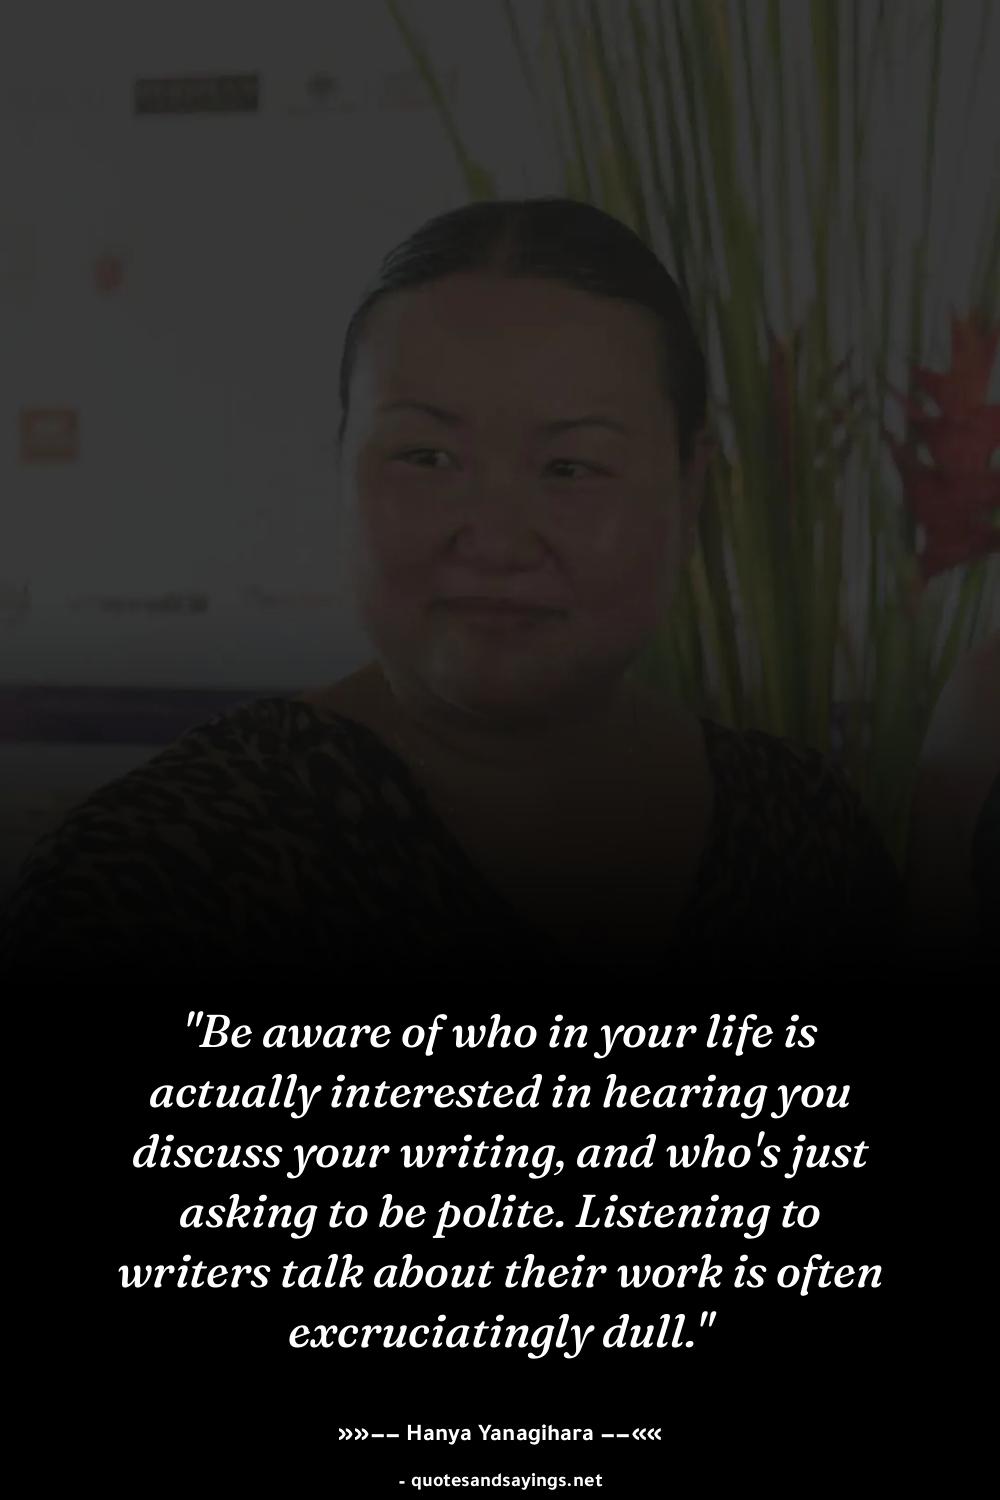 "Be aware of who in your life is
actually interested in hearing you
discuss your writing, and who's just
asking to be polite. Listening to
writers talk about their work is often
excruciatingly dull."
»»–– Hanya Yanagihara ––««
- quotesandsayings.net